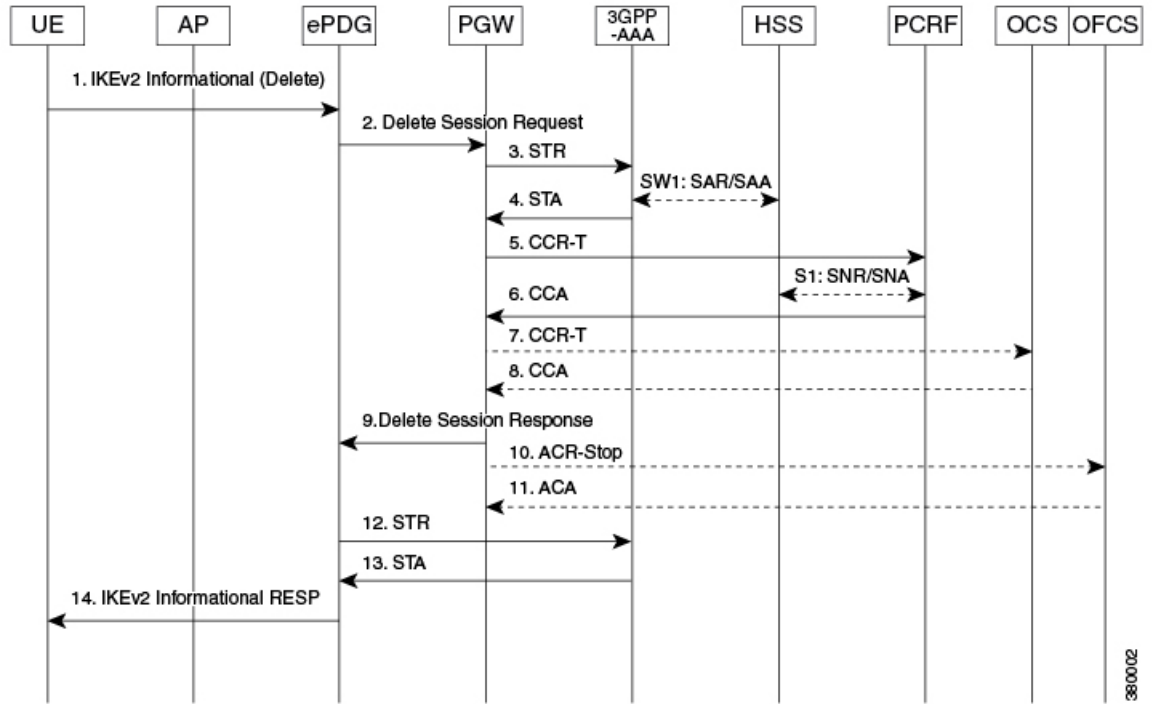 UE
AP
ePDG
PGW
3GPP
-AAA
HSS
PCRF
OCS
OFCS
1. IKEv2 Informational (Delete)
2. Delete Session Request
3. STR
SW1: SAR/SAA
4. STA
5. CCR-T
S1: SNR/SNA
6. CCA
7. CCR-T
8. CCA
9.Delete Session Response
10. ACR-Stop
11. ACA
12. STR
13. STA
14. IKEv2 Informational RESP
380002